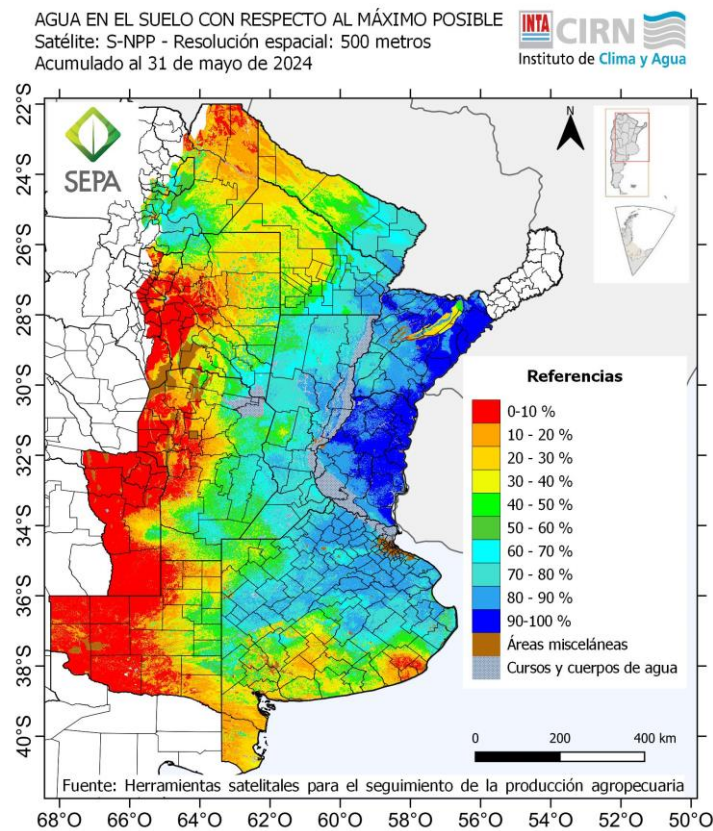 AGUA EN EL SUELO CON RESPECTO AL MÁXIMO POSIBLE
Satélite: S-NPP - Resolución espacial: 500 metros
Acumulado al 31 de mayo de 2024
INTA CIRN
Instituto de Clima y Agua
SEPA
N
22°S
24°S
26°S
28°S
30°S
32°S
34°S
36°S
38°S
40°S
Referencias
0-10 %
10 - 20 %
20 - 30 %
30 - 40 %
40 - 50 %
50 - 60 %
60 - 70 %
70 - 80 %
80 - 90 %
90-100 %
Áreas misceláneas
Cursos y cuerpos de agua
0 200 400 km
Fuente: Herramientas satelitales para el seguimiento de la producción agropecuaria
68°O 66°O 64°O 62°O 60°O 58°O 56°O 54°O 52°O 50°O